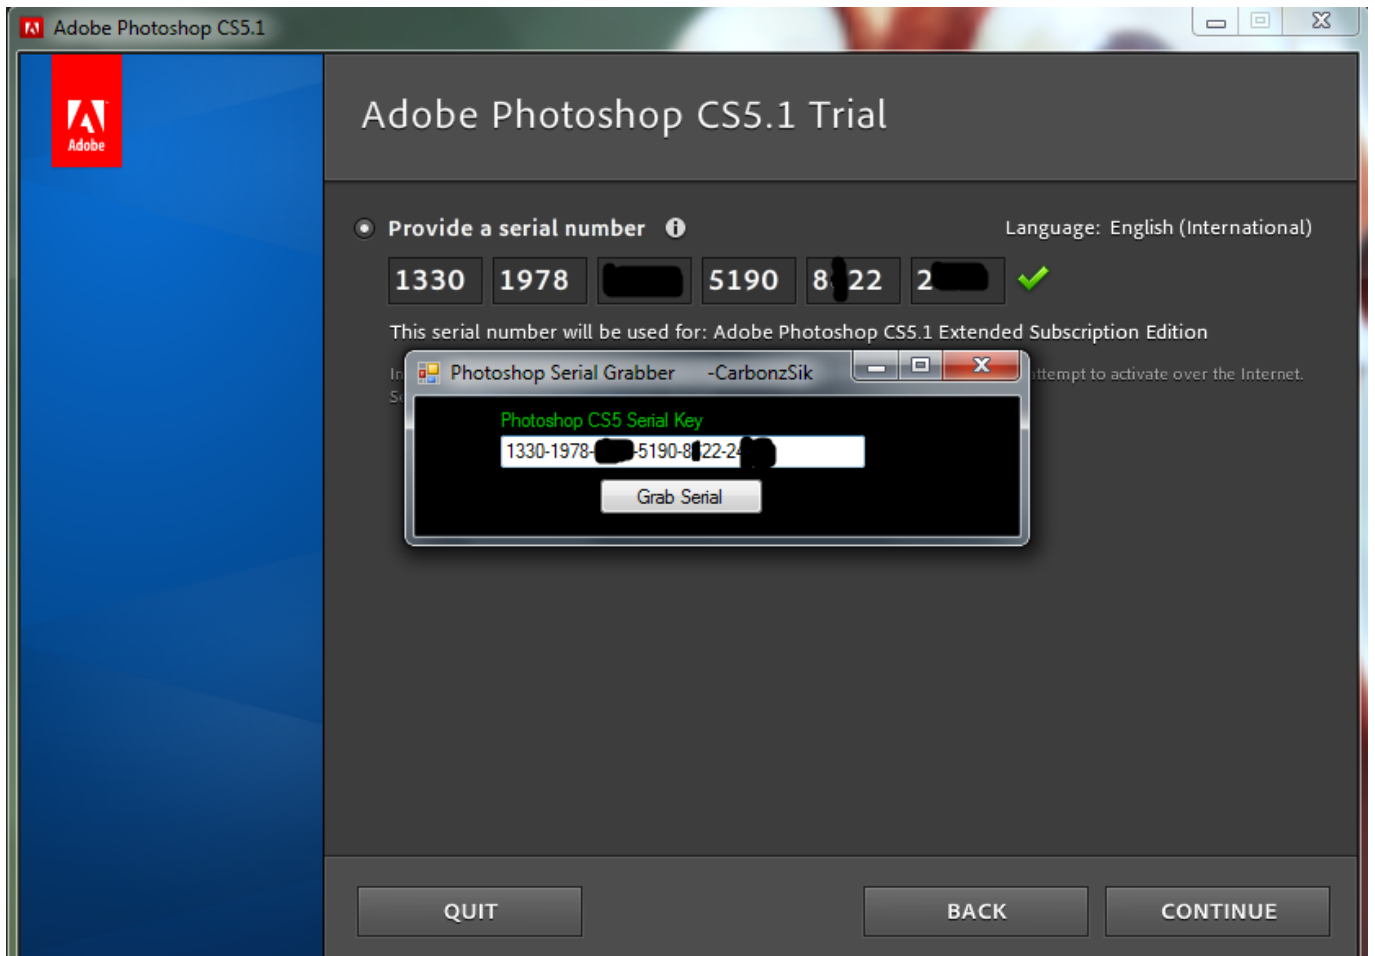 Adobe Photoshop CS5.1
Adobe
Adobe Photoshop CS5.1 Trial
Provide a serial number
Language: English (International)
1330 1978 5190 8 22 2
This serial number will be used for: Adobe Photoshop CS5.1 Extended Subscription Edition
to activate over the Internet.
Photoshop Serial Grabber -CarbonzSik
Photoshop CS5 Serial Key
1330-1978- -5190-8 22-2
Grab Serial
QUIT
BACK
CONTINUE